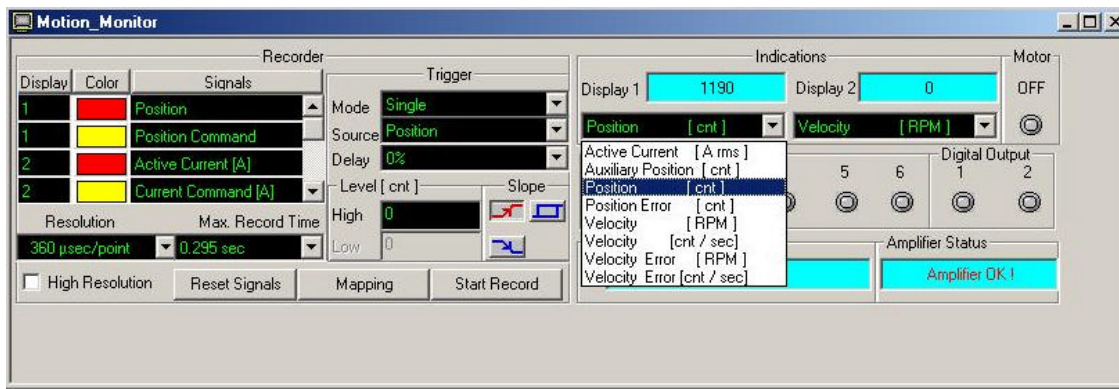 Motion_Monitor
Recorder
Display Color Signals
1 Position
1 Position Command
2 Active Current [A]
2 Current Command [A]
Resolution Max. Record Time
360 µsec/point 0.295 sec
High Resolution Reset Signals Mapping Start Record
Trigger
Mode Single
Source Position
Delay 0%
Level [ cnt ] Slope
High 0
Low 0
Indications
Display 1 1190 Display 2 0
Position [ cnt ] Velocity [ RPM ]
Active Current [ A rms ]
Auxiliary Position [ cnt ]
Position [ cnt ]
Position Error [ cnt ]
Velocity [ RPM ]
Velocity [cnt / sec]
Velocity Error [ RPM ]
Velocity Error [cnt / sec]
Motor
OFF
5 6
Digital Output
1 2
Amplifier Status
Amplifier OK !